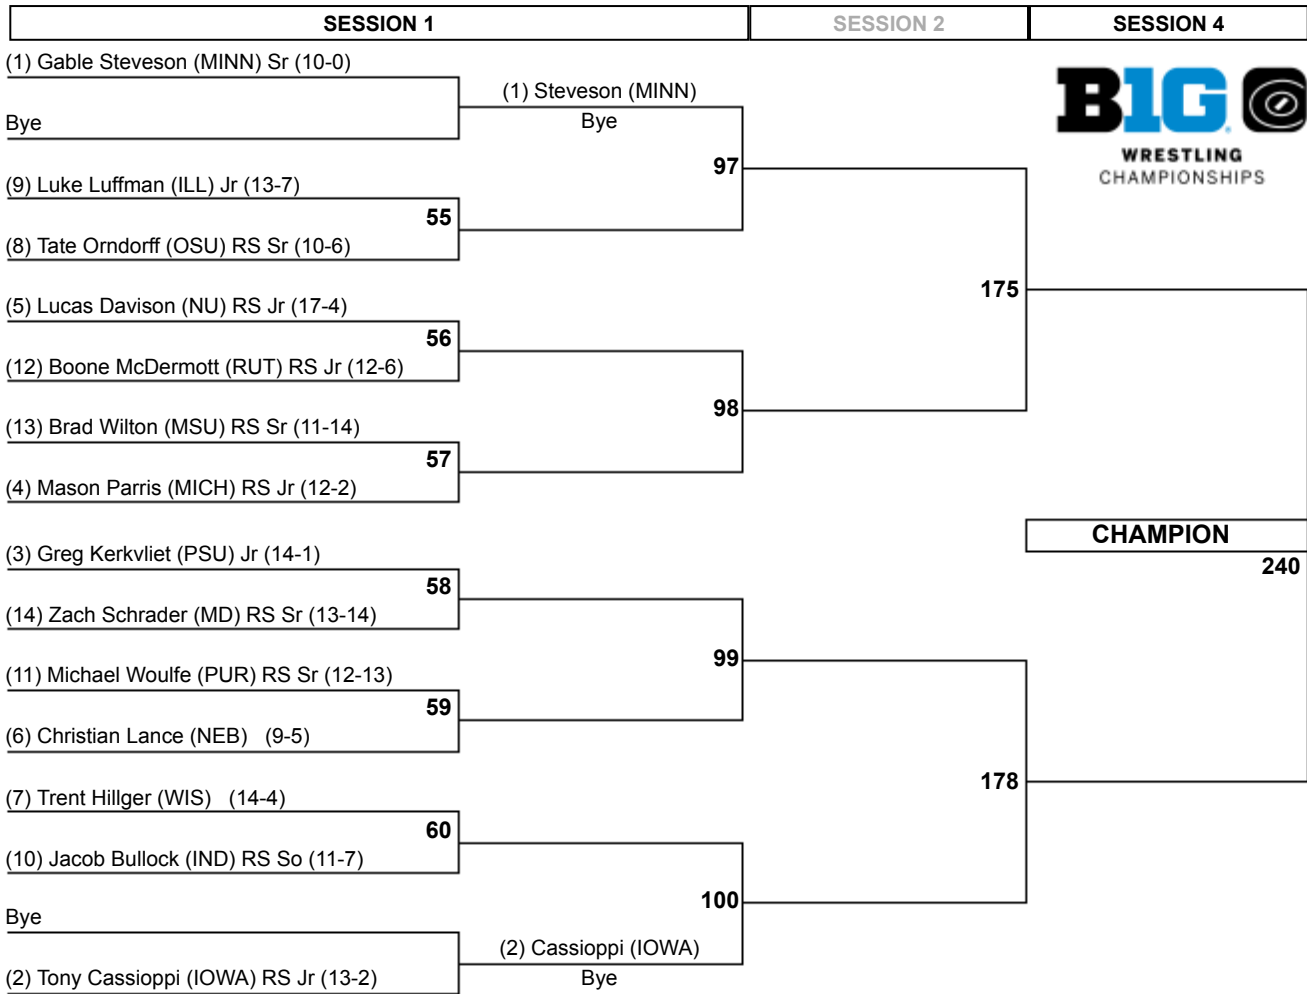 SESSION 1
SESSION 2
SESSION 4
(1) Gable Steveson (MINN) Sr (10-0)
Bye
(1) Steveson (MINN)
Bye
B1G
WRESTLING
CHAMPIONSHIPS
97
(9) Luke Luffman (ILL) Jr (13-7)
55
(8) Tate Orndorff (OSU) RS Sr (10-6)
175
(5) Lucas Davison (NU) RS Jr (17-4)
56
(12) Boone McDermott (RUT) RS Jr (12-6)
98
(13) Brad Wilton (MSU) RS Sr (11-14)
57
(4) Mason Parris (MICH) RS Jr (12-2)
CHAMPION
240
(3) Greg Kerkvliet (PSU) Jr (14-1)
58
(14) Zach Schrader (MD) RS Sr (13-14)
99
(11) Michael Woulfe (PUR) RS Sr (12-13)
59
(6) Christian Lance (NEB) (9-5)
178
(7) Trent Hillger (WIS) (14-4)
60
(10) Jacob Bullock (IND) RS So (11-7)
100
Bye
(2) Cassioppi (IOWA)
Bye
(2) Tony Cassioppi (IOWA) RS Jr (13-2)